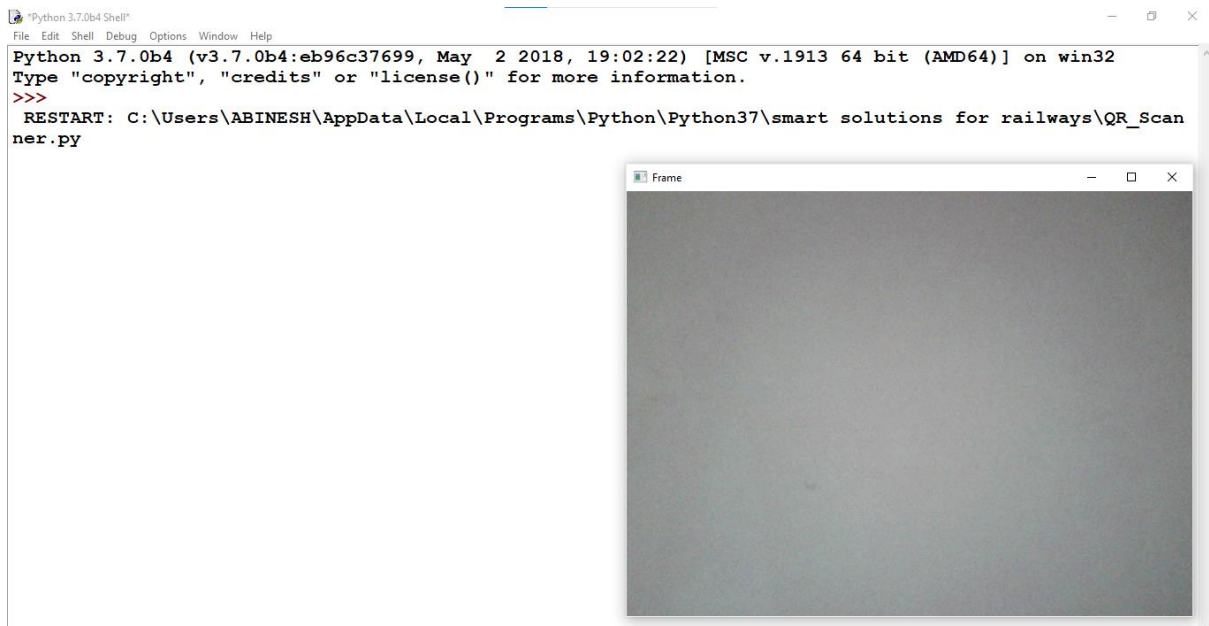 *Python 3.7.0b4 Shell*
File Edit Shell Debug Options Window Help
Python 3.7.0b4 (v3.7.0b4:eb96c37699, May  2 2018, 19:02:22) [MSC v.1913 64 bit (AMD64)] on win32
Type "copyright", "credits" or "license()" for more information.
>>>
 RESTART: C:\Users\ABINESH\AppData\Local\Programs\Python\Python37\smart solutions for railways\QR_Scan
ner.py
Frame